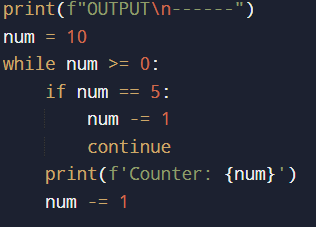 print(f"OUTPUT\n------")
num = 10
while num >= 0:
    if num == 5:
        num -= 1
        continue
    print(f'Counter: {num}')
    num -= 1